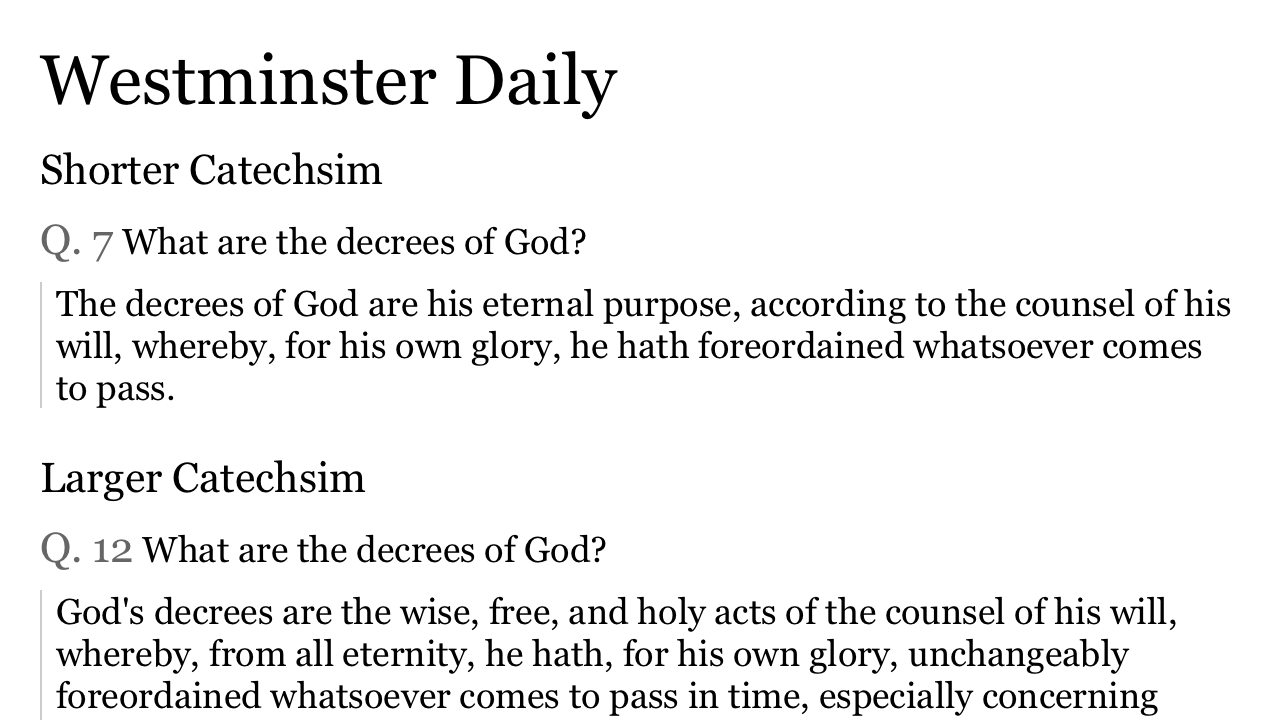 Westminster Daily
Shorter Catechsim
Q. 7 What are the decrees of God?
The decrees of God are his eternal purpose, according to the counsel of his
will, whereby, for his own glory, he hath foreordained whatsoever comes
to pass.
Larger Catechsim
Q. 12 What are the decrees of God?
God's decrees are the wise, free, and holy acts of the counsel of his will,
whereby, from all eternity, he hath, for his own glory, unchangeably
foreordained whatsoever comes to pass in time, especially concerning